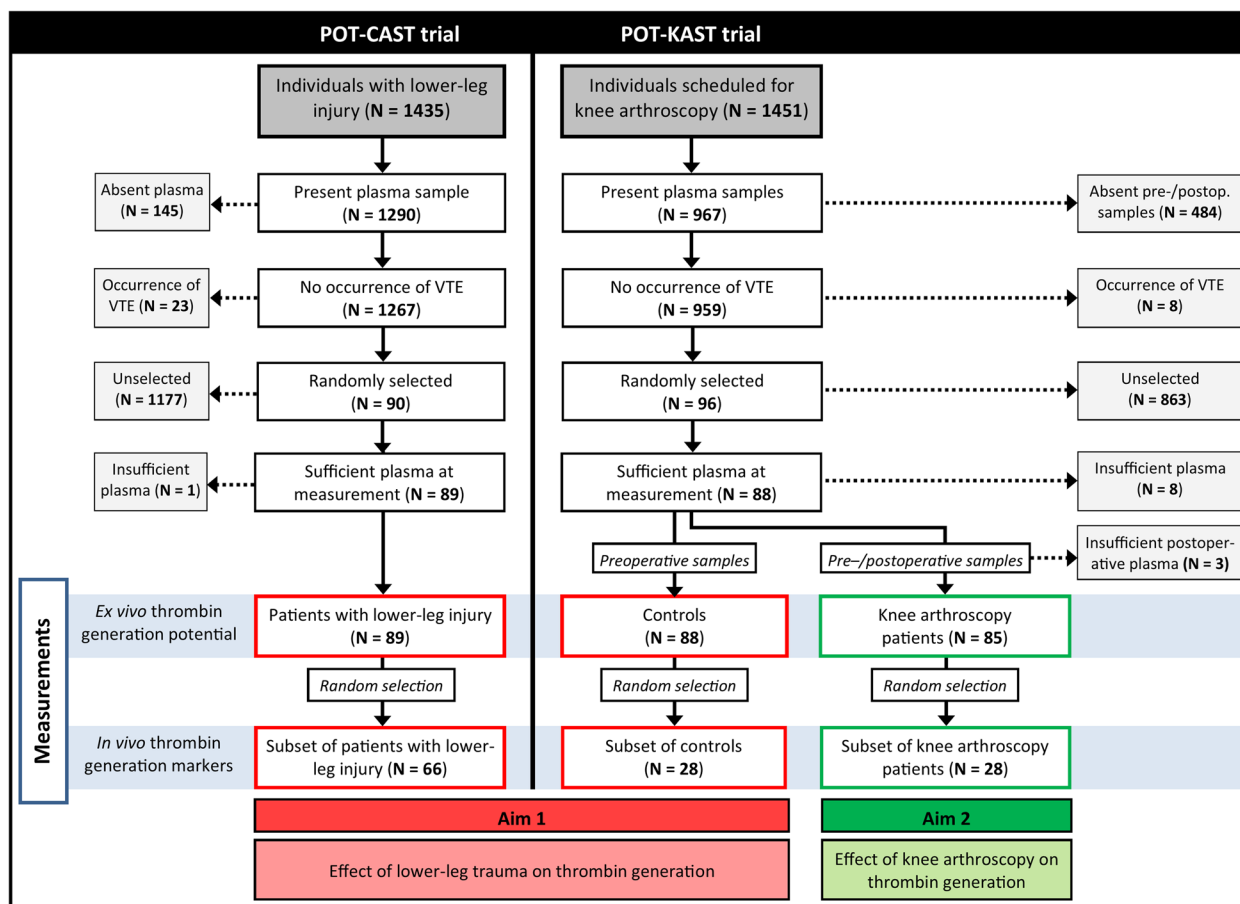 POT-CAST trial
POT-KAST trial
Individuals with lower-leg
injury (N = 1435)
Individuals scheduled for
knee arthroscopy (N = 1451)
Absent plasma
(N = 145)
Present plasma sample
(N = 1290)
Present plasma samples
(N = 967)
Absent pre-/postop.
samples (N = 484)
Occurrence of
VTE (N = 23)
No occurrence of VTE
(N = 1267)
No occurrence of VTE
(N = 959)
Occurrence of VTE
(N = 8)
Unselected
(N = 1177)
Randomly selected
(N = 90)
Randomly selected
(N = 96)
Unselected
(N = 863)
Insufficient
plasma (N = 1)
Sufficient plasma at
measurement (N = 89)
Sufficient plasma at
measurement (N = 88)
Insufficient plasma
(N = 8)
Preoperative samples
Pre–/postoperative samples
Insufficient postoper-
ative plasma (N = 3)
Measurements
Ex vivo thrombin
generation potential
Patients with lower-leg injury
(N = 89)
Controls
(N = 88)
Knee arthroscopy
patients (N = 85)
Random selection
Random selection
Random selection
In vivo thrombin
generation markers
Subset of patients with lower-
leg injury (N = 66)
Subset of controls
(N = 28)
Subset of knee arthroscopy
patients (N = 28)
Aim 1
Aim 2
Effect of lower-leg trauma on thrombin generation
Effect of knee arthroscopy on
thrombin generation